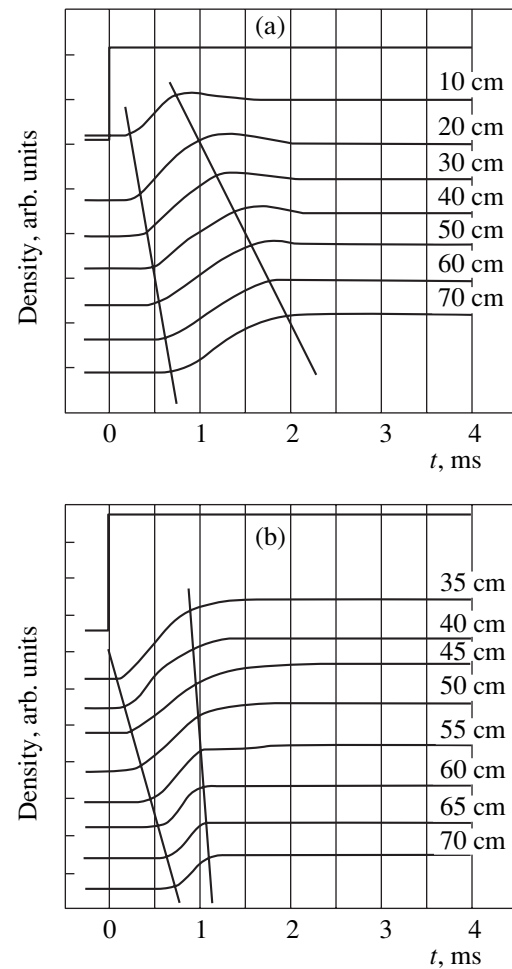 (a)
10 cm
20 cm
30 cm
40 cm
50 cm
60 cm
70 cm
Density, arb. units
0 1 2 3 4
t, ms
(b)
35 cm
40 cm
45 cm
50 cm
55 cm
60 cm
65 cm
70 cm
Density, arb. units
0 1 2 3 4
t, ms